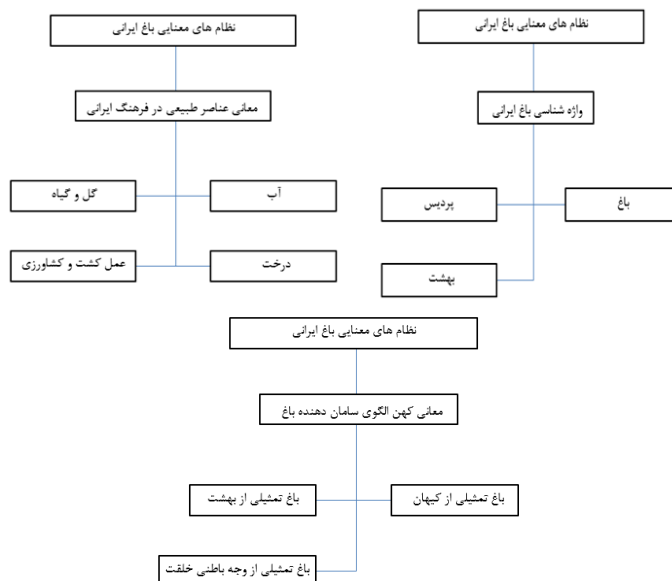 نظام های معنایی باغ ایرانی
واژه شناسی باغ ایرانی
باغ
پردیس
بهشت
نظام های معنایی باغ ایرانی
معانی عناصر طبیعی در فرهنگ ایرانی
آب
گل و گیاه
درخت
عمل کشت و کشاورزی
نظام های معنایی باغ ایرانی
معانی کهن الگوی سامان دهنده باغ
باغ تمثیلی از کیهان
باغ تمثیلی از بهشت
باغ تمثیلی از وجه باطنی خلقت